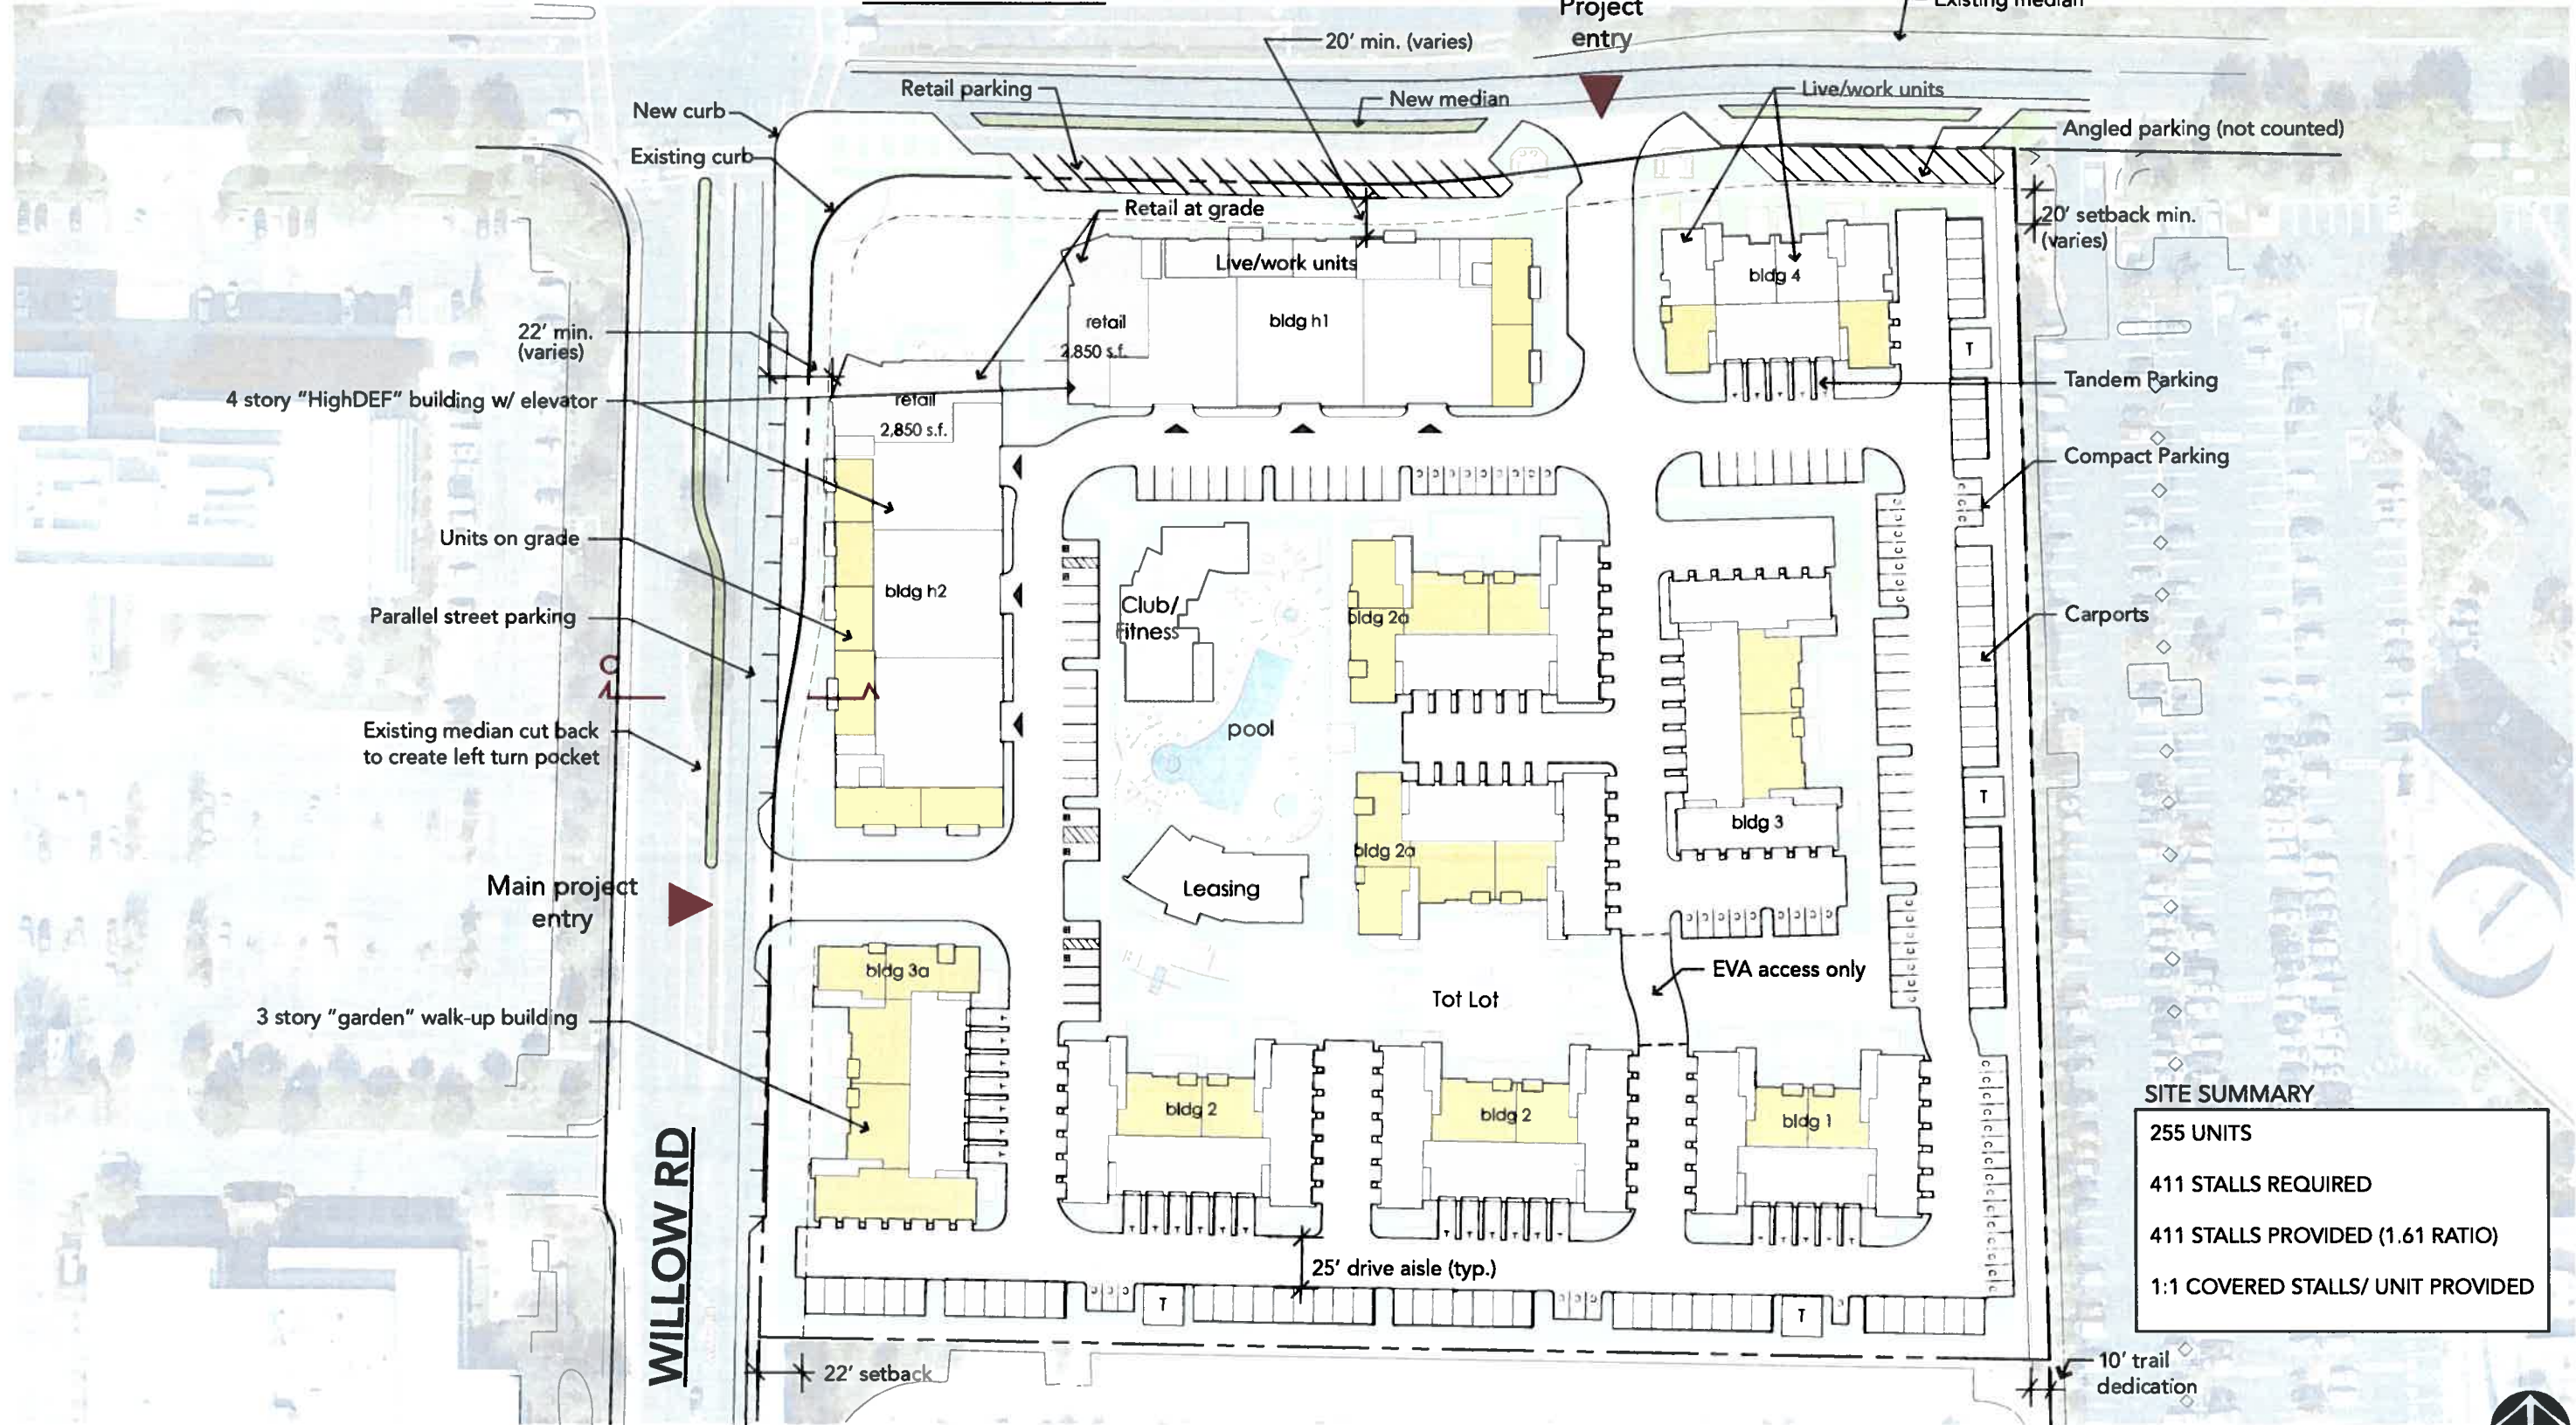 Project
entry
Existing median
20' min. (varies)
Retail parking
New median
Live/work units
New curb
Angled parking (not counted)
Existing curb
Retail at grade
20' setback min.
(varies)
Live/work units
bldg 4
retail
bldg h1
2,850 s.f.
22' min.
(varies)
T
Tandem Parking
4 story "HighDEF" building w/ elevator
retail
2,850 s.f.
Compact Parking
c c c c
Units on grade
bldg h2
Club/
Fitness
bldg 2a
Parallel street parking
Carports
Existing median cut back
to create left turn pocket
pool
T
bldg 3
bldg 2a
Main project
entry
Leasing
bldg 3a
EVA access only
Tot Lot
3 story "garden" walk-up building
SITE SUMMARY
bldg 2
bldg 2
bldg 1
255 UNITS
411 STALLS REQUIRED
411 STALLS PROVIDED (1.61 RATIO)
1:1 COVERED STALLS/ UNIT PROVIDED
WILLOW RD
25' drive aisle (typ.)
T
T
22' setback
10' trail
dedication